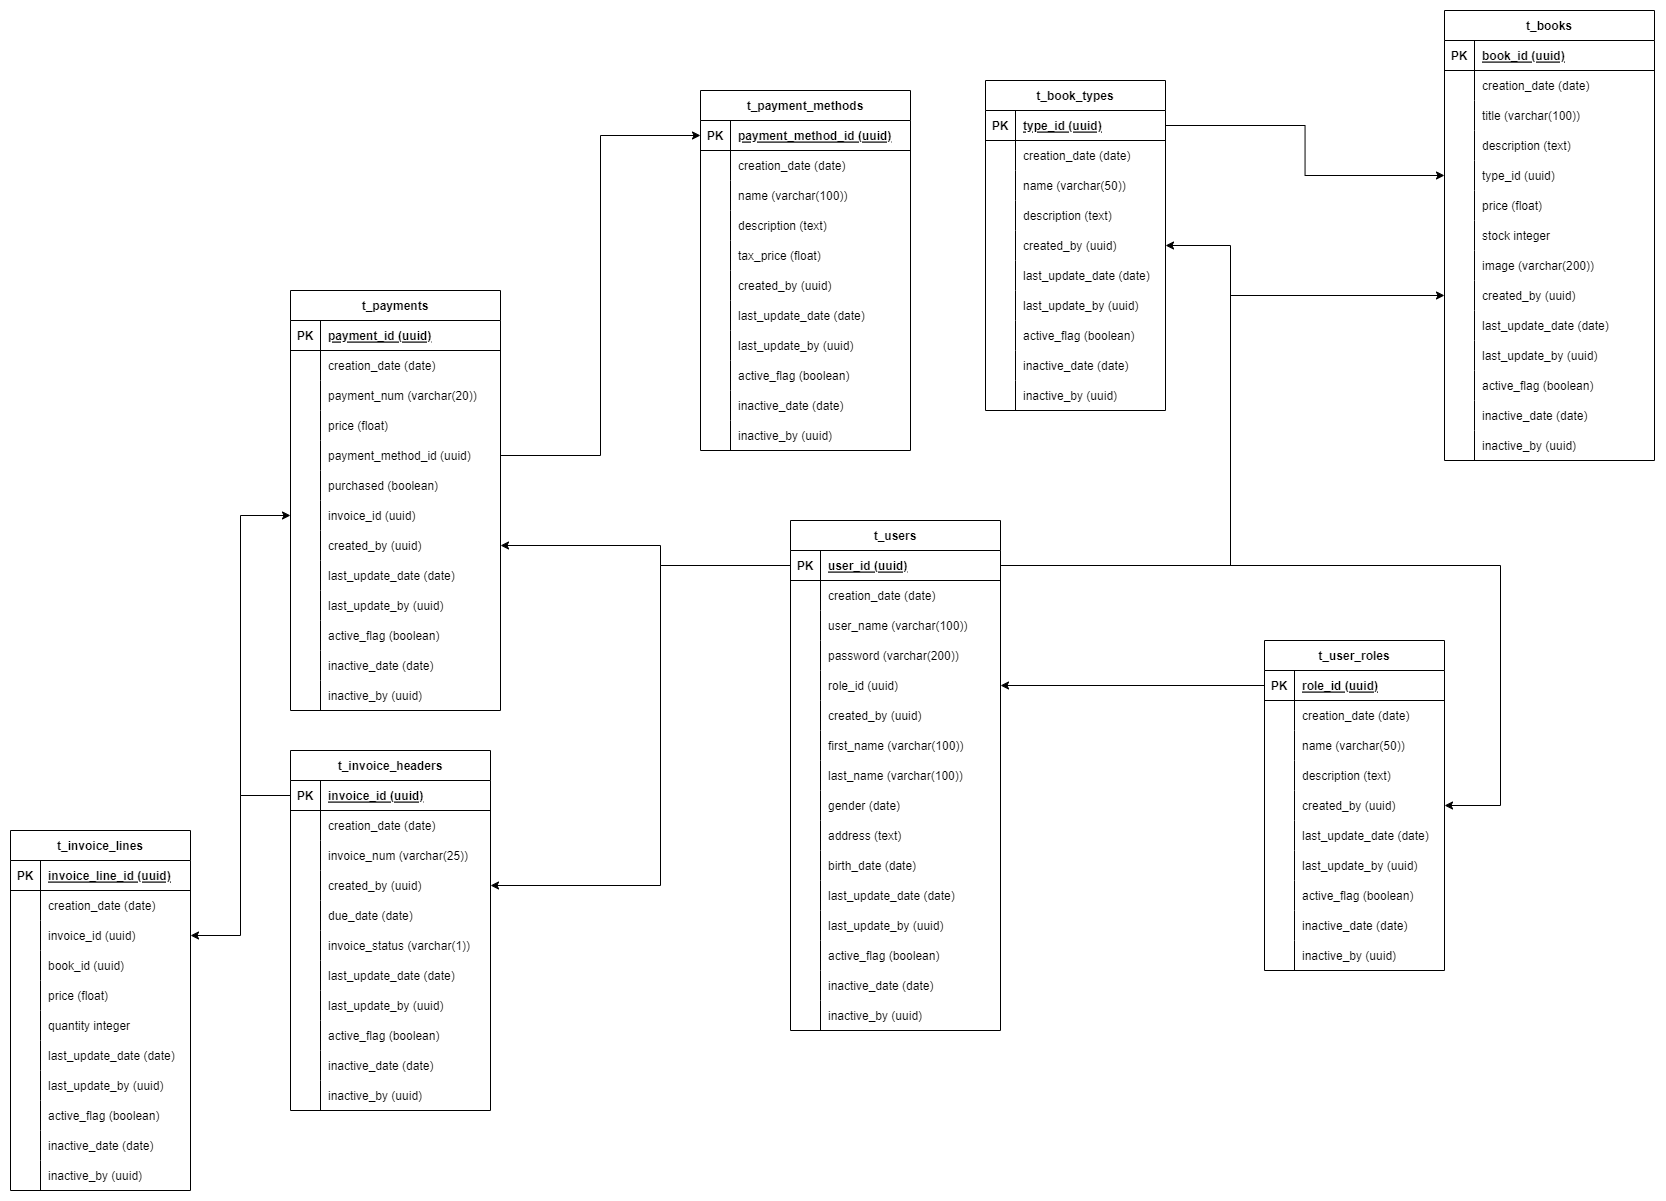 t_books
PK book_id (uuid)
creation_date (date)
title (varchar(100))
description (text)
type_id (uuid)
price (float)
stock integer
image (varchar(200))
created_by (uuid)
last_update_date (date)
last_update_by (uuid)
active_flag (boolean)
inactive_date (date)
inactive_by (uuid)
t_book_types
PK type_id (uuid)
creation_date (date)
name (varchar(50))
description (text)
created_by (uuid)
last_update_date (date)
last_update_by (uuid)
active_flag (boolean)
inactive_date (date)
inactive_by (uuid)
t_payment_methods
PK payment_method_id (uuid)
creation_date (date)
name (varchar(100))
description (text)
tax_price (float)
created_by (uuid)
last_update_date (date)
last_update_by (uuid)
active_flag (boolean)
inactive_date (date)
inactive_by (uuid)
t_payments
PK payment_id (uuid)
creation_date (date)
payment_num (varchar(20))
price (float)
payment_method_id (uuid)
purchased (boolean)
invoice_id (uuid)
created_by (uuid)
last_update_date (date)
last_update_by (uuid)
active_flag (boolean)
inactive_date (date)
inactive_by (uuid)
t_users
PK user_id (uuid)
creation_date (date)
user_name (varchar(100))
password (varchar(200))
role_id (uuid)
created_by (uuid)
first_name (varchar(100))
last_name (varchar(100))
gender (date)
address (text)
birth_date (date)
last_update_date (date)
last_update_by (uuid)
active_flag (boolean)
inactive_date (date)
inactive_by (uuid)
t_user_roles
PK role_id (uuid)
creation_date (date)
name (varchar(50))
description (text)
created_by (uuid)
last_update_date (date)
last_update_by (uuid)
active_flag (boolean)
inactive_date (date)
inactive_by (uuid)
t_invoice_headers
PK invoice_id (uuid)
creation_date (date)
invoice_num (varchar(25))
created_by (uuid)
due_date (date)
invoice_status (varchar(1))
last_update_date (date)
last_update_by (uuid)
active_flag (boolean)
inactive_date (date)
inactive_by (uuid)
t_invoice_lines
PK invoice_line_id (uuid)
creation_date (date)
invoice_id (uuid)
book_id (uuid)
price (float)
quantity integer
last_update_date (date)
last_update_by (uuid)
active_flag (boolean)
inactive_date (date)
inactive_by (uuid)